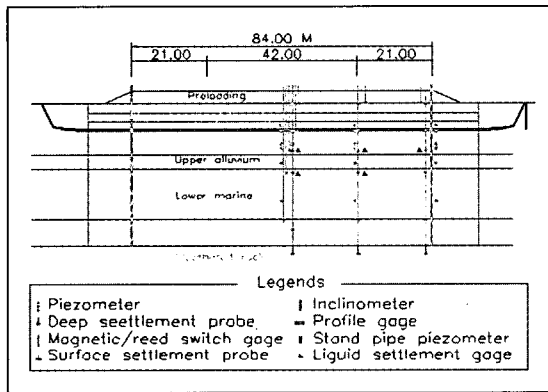 84.00 M
21.00 42.00 21.00
Preloading
Upper alluvium
Lower marine
Legends
Piezometer
Inclinometer
Deep seettlement probe
Profile gage
Magnetic/reed switch gage
Stand pipe piezometer
Surface settlement probe
Liguid settlement gage